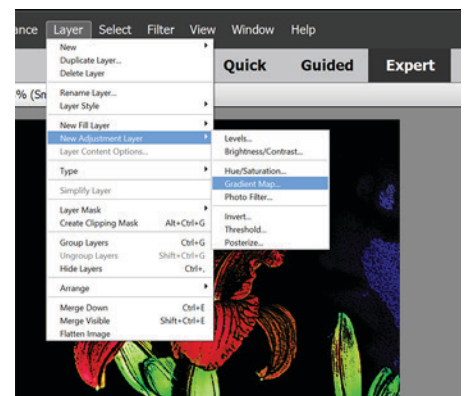 ance Layer Select Filter View Window Help
Quick Guided Expert
% (Sm
New
Duplicate Layer...
Delete Layer
Rename Layer...
Layer Style
New Fill Layer
New Adjustment Layer
Layer Content Options...
Type
Simplify Layer
Layer Mask
Create Clipping Mask Alt+Ctrl+G
Group Layers Ctrl+G
Ungroup Layers Shift+Ctrl+G
Hide Layers Ctrl+,
Arrange
Merge Down Ctrl+E
Merge Visible Shift+Ctrl+E
Flatten Image
Levels...
Brightness/Contrast...
Hue/Saturation...
Gradient Map...
Photo Filter...
Invert...
Threshold...
Posterize...